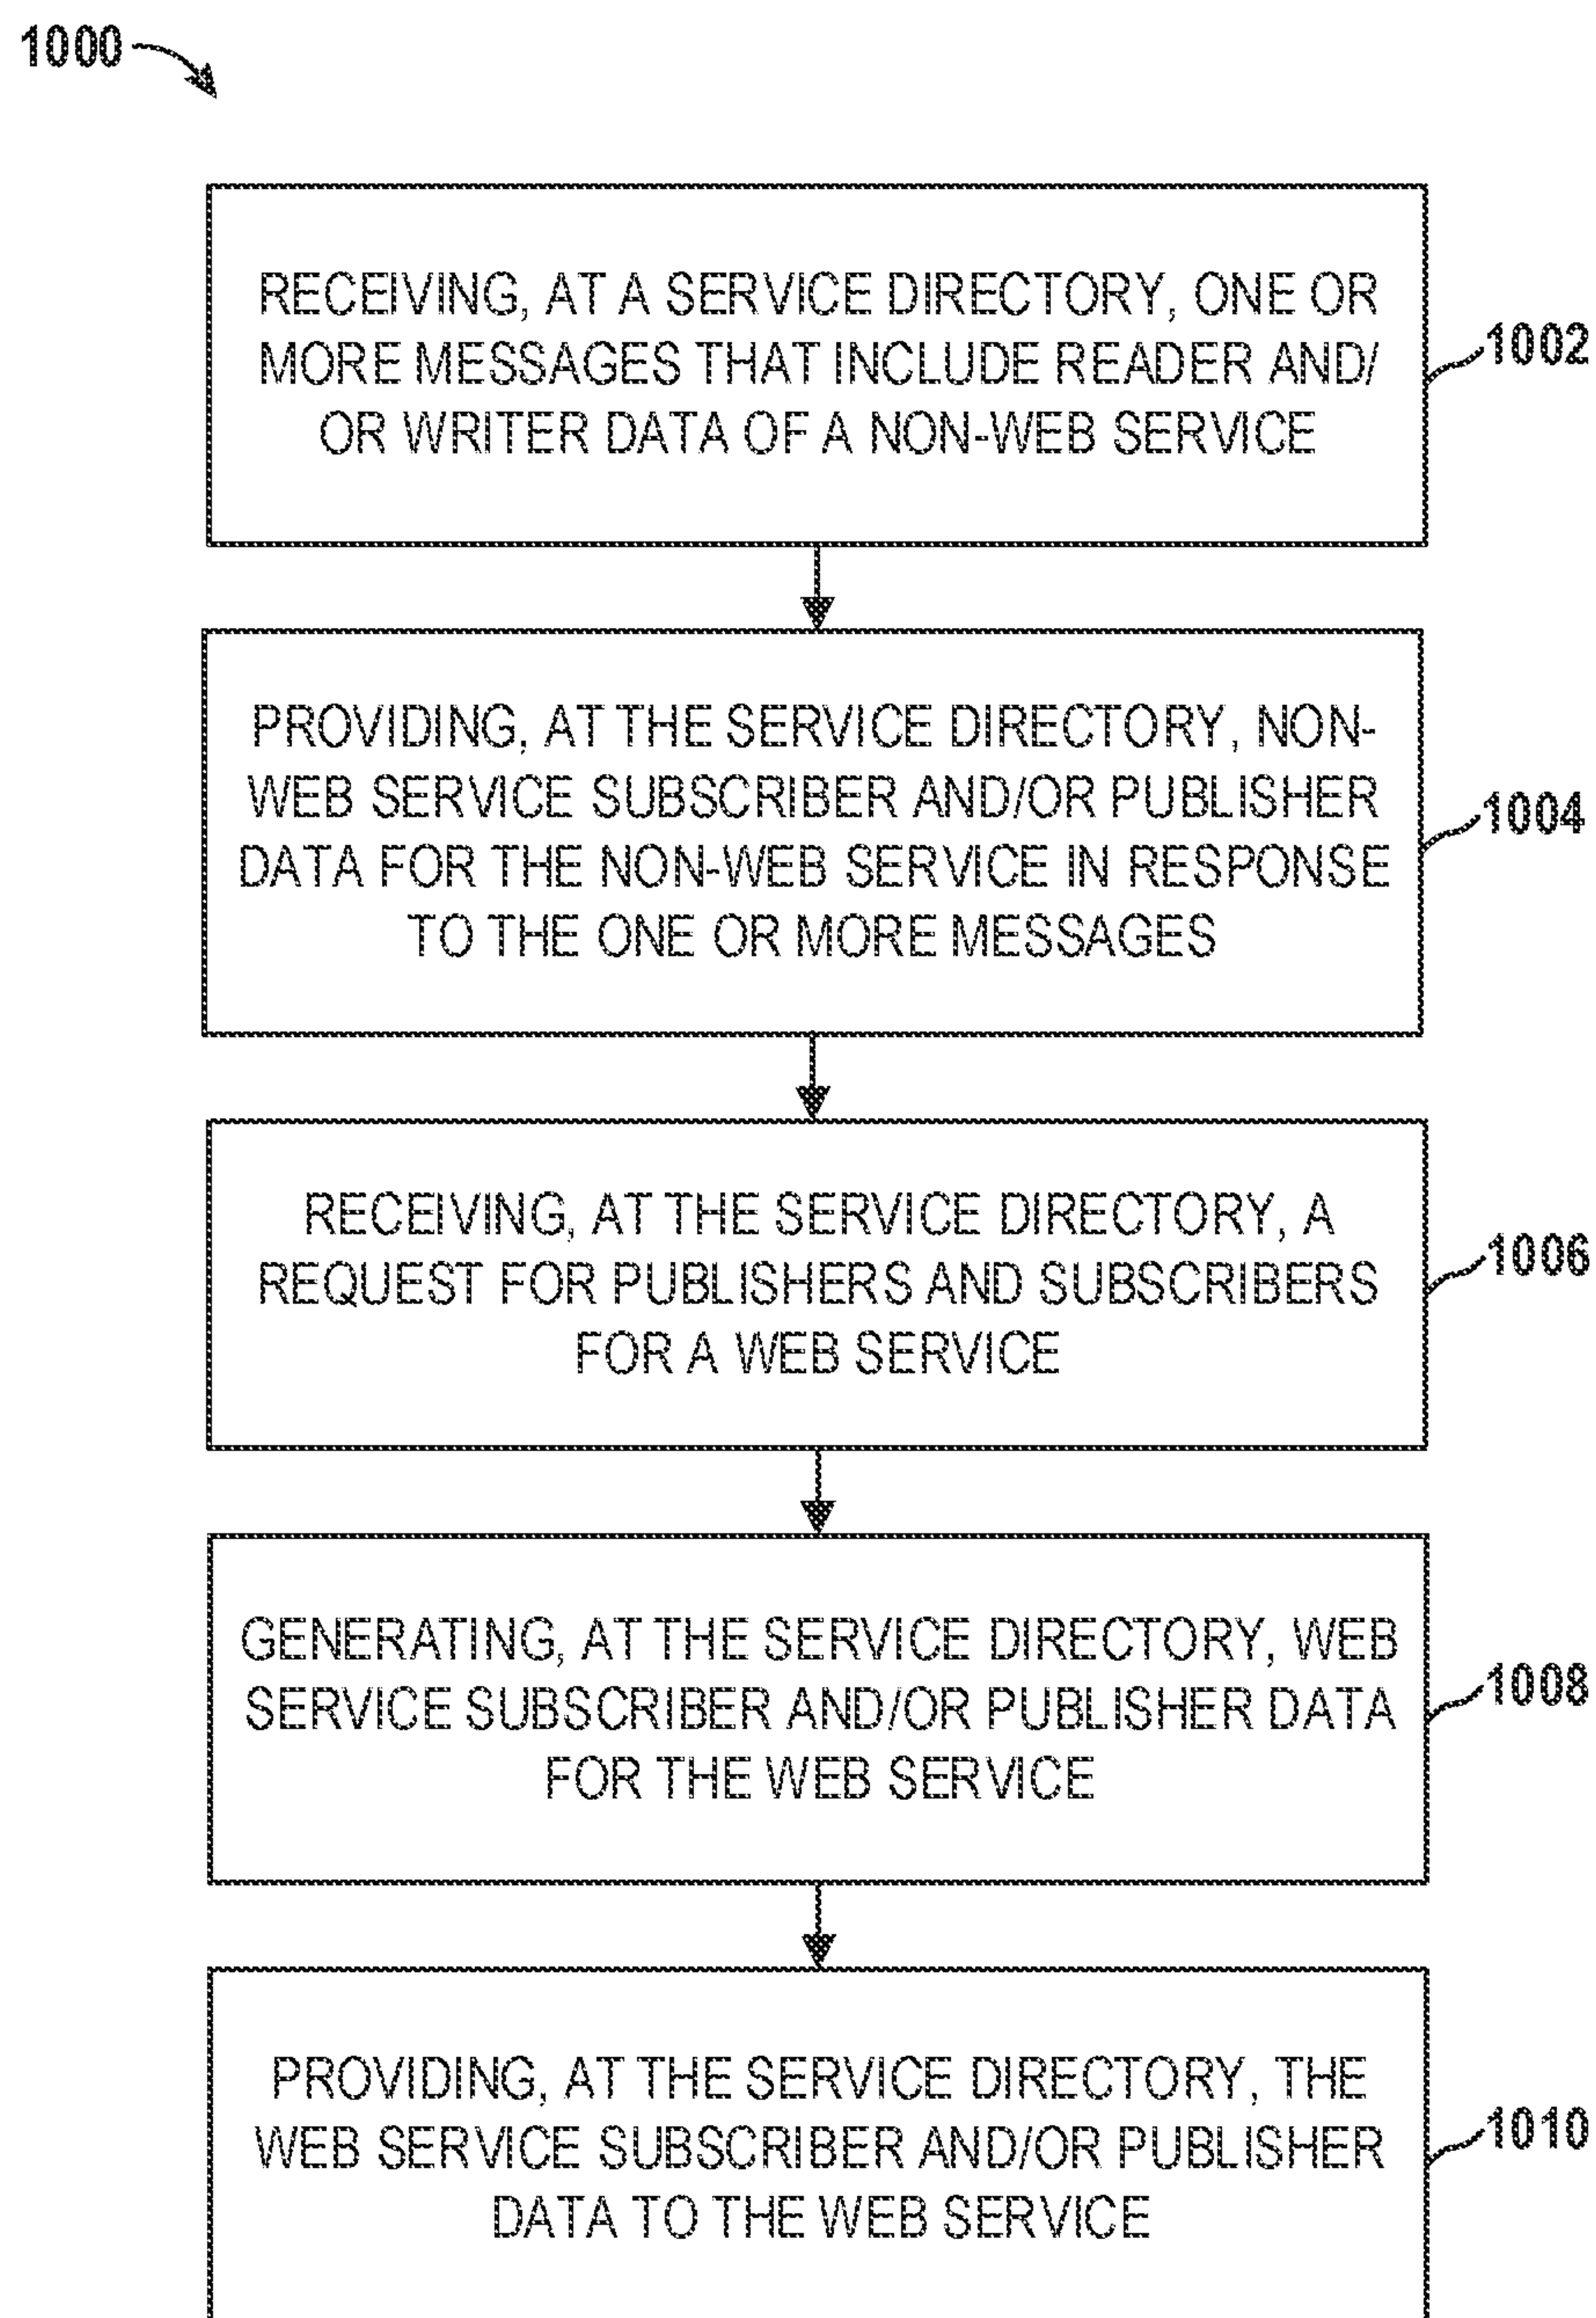 1000
RECEIVING, AT A SERVICE DIRECTORY, ONE OR
MORE MESSAGES THAT INCLUDE READER AND/
OR WRITER DATA OF A NON-WEB SERVICE
1002
PROVIDING, AT THE SERVICE DIRECTORY, NON-
WEB SERVICE SUBSCRIBER AND/OR PUBLISHER
DATA FOR THE NON-WEB SERVICE IN RESPONSE
TO THE ONE OR MORE MESSAGES
1004
RECEIVING, AT THE SERVICE DIRECTORY, A
REQUEST FOR PUBLISHERS AND SUBSCRIBERS
FOR A WEB SERVICE
1006
GENERATING, AT THE SERVICE DIRECTORY, WEB
SERVICE SUBSCRIBER AND/OR PUBLISHER DATA
FOR THE WEB SERVICE
1008
PROVIDING, AT THE SERVICE DIRECTORY, THE
WEB SERVICE SUBSCRIBER AND/OR PUBLISHER
DATA TO THE WEB SERVICE
1010